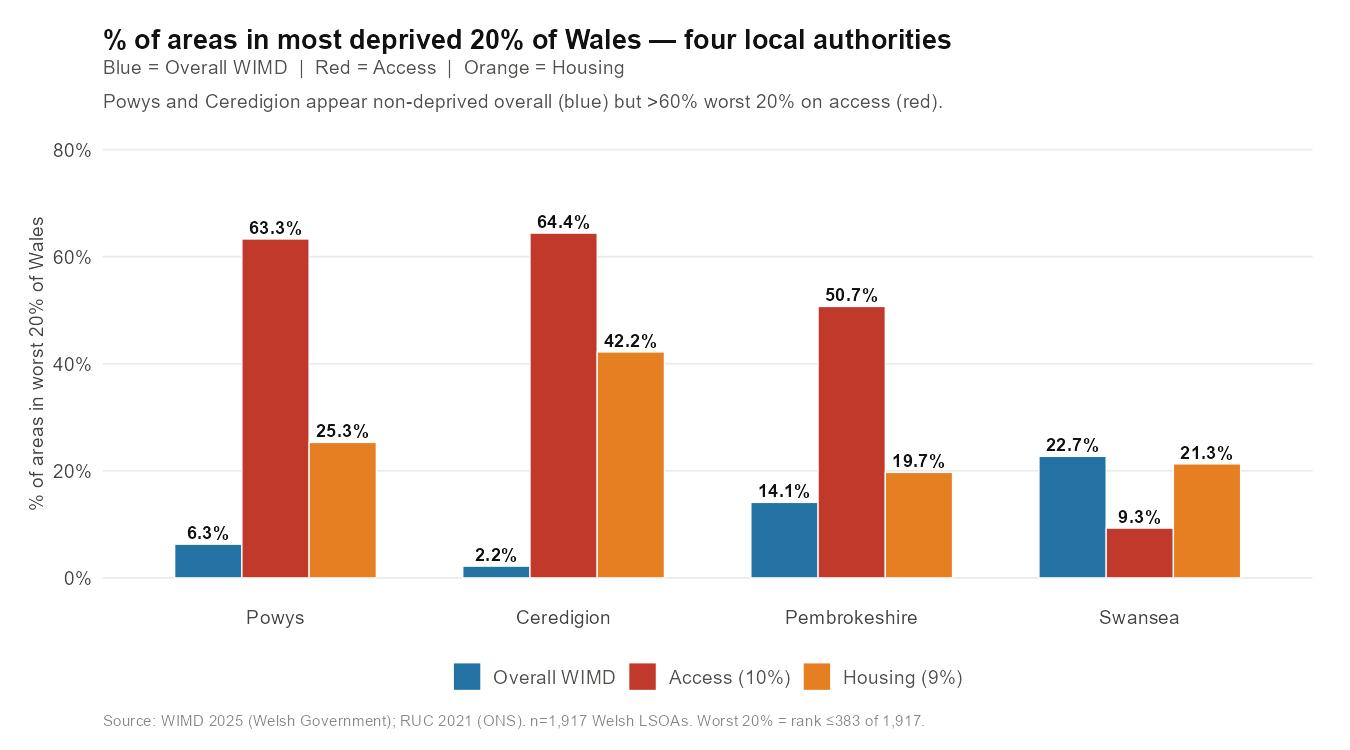 % of areas in most deprived 20% of Wales — four local authorities
Blue = Overall WIMD | Red = Access | Orange = Housing
Powys and Ceredigion appear non-deprived overall (blue) but >60% worst 20% on access (red).
% of areas in worst 20% of Wales
80%
60%
40%
20%
0%
6.3%
63.3%
25.3%
2.2%
64.4%
42.2%
14.1%
50.7%
19.7%
22.7%
9.3%
21.3%
Powys
Ceredigion
Pembrokeshire
Swansea
Overall WIMD
Access (10%)
Housing (9%)
Source: WIMD 2025 (Welsh Government); RUC 2021 (ONS). n=1,917 Welsh LSOAs. Worst 20% = rank ≤383 of 1,917.